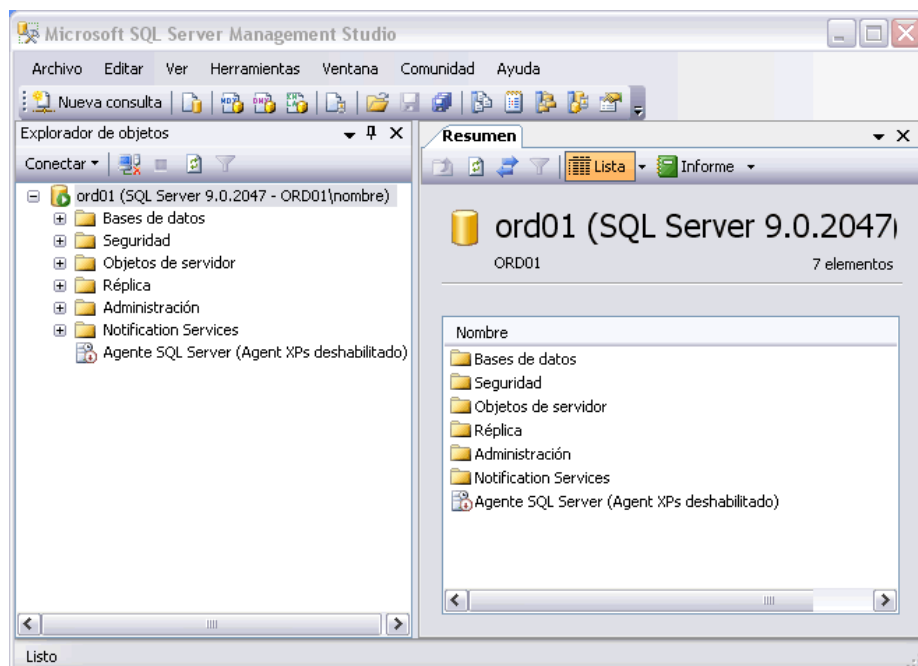 Microsoft SQL Server Management Studio
Archivo Editar Ver Herramientas Ventana Comunidad Ayuda
Nueva consulta
Explorador de objetos
Conectar
ord01 (SQL Server 9.0.2047 - ORD01\nombre)
Bases de datos
Seguridad
Objetos de servidor
Réplica
Administración
Notification Services
Agente SQL Server (Agent XPs deshabilitado)
Resumen
Lista Informe
ord01 (SQL Server 9.0.2047)
ORD01 7 elementos
Nombre
Bases de datos
Seguridad
Objetos de servidor
Réplica
Administración
Notification Services
Agente SQL Server (Agent XPs deshabilitado)
Listo